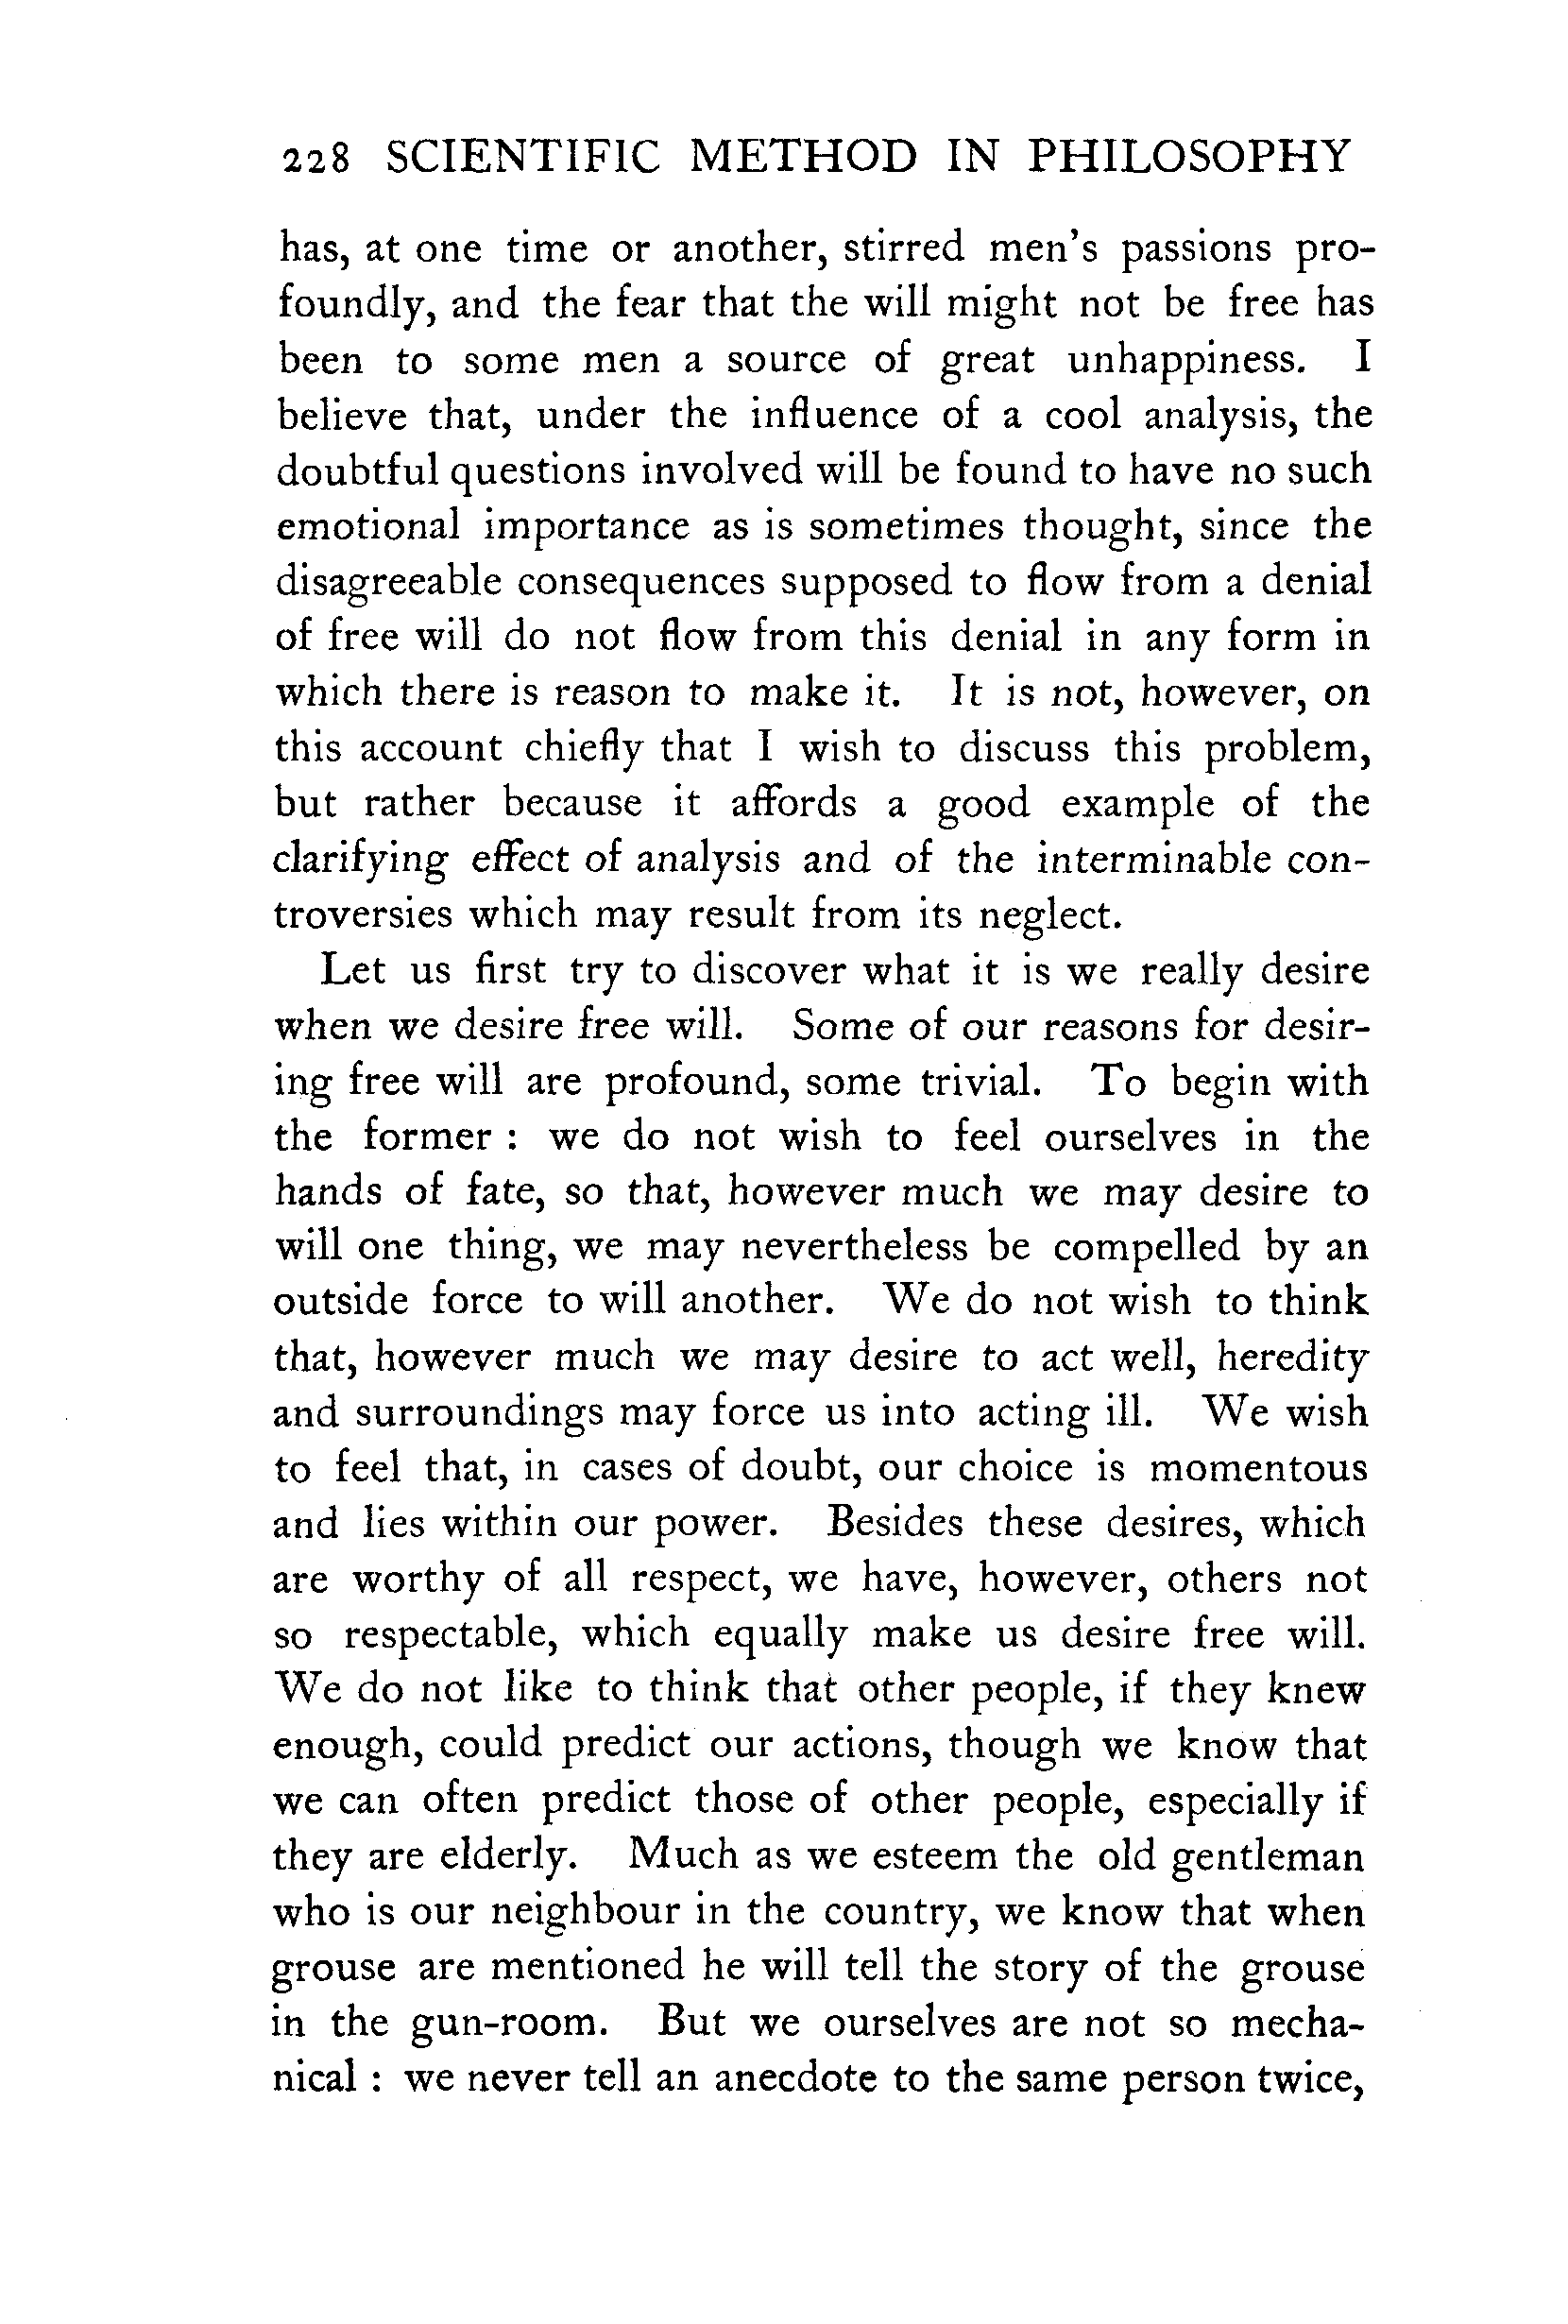 228 SCIENTIFIC METHOD IN PHILOSOPHY
has, at one time or another, stirred men's passions pro-
foundly, and the fear that the will might not be free has
been to some men a source of great unhappiness. I
believe that, under the influence of a cool analysis, the
doubtful questions involved will be found to have no such
emotional importance as is sometimes thought, since the
disagreeable consequences supposed to flow from a denial
of free will do not flow from this denial in any form in
which there is reason to make it. It is not, however, on
this account chiefly that I wish to discuss this problem,
but rather because it affords a good example of the
clarifying effect of analysis and of the interminable con-
troversies which may result from its neglect.
Let us first try to discover what it is we really desire
when we desire free will. Some of our reasons for desir-
ing free will are profound, some trivial. To begin with
the former : we do not wish to feel ourselves in the
hands of fate, so that, however much we may desire to
will one thing, we may nevertheless be compelled by an
outside force to will another. We do not wish to think
that, however much we may desire to act well, heredity
and surroundings may force us into acting ill. We wish
to feel that, in cases of doubt, our choice is momentous
and lies within our power. Besides these desires, which
are worthy of all respect, we have, however, others not
so respectable, which equally make us desire free will.
We do not like to think that other people, if they knew
enough, could predict our actions, though we know that
we can often predict those of other people, especially if
they are elderly. Much as we esteem the old gentleman
who is our neighbour in the country, we know that when
grouse are mentioned he will tell the story of the grouse
in the gun-room. But we ourselves are not so mecha-
nical : we never tell an anecdote to the same person twice,